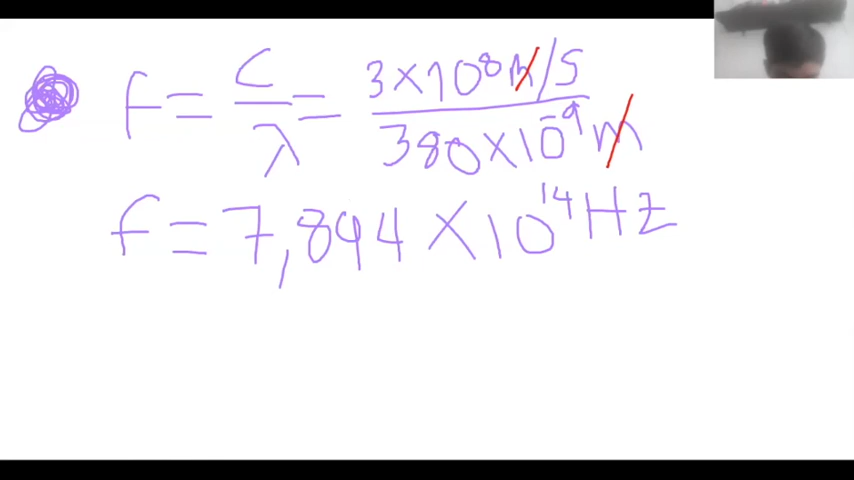 f = C/λ = 3×10⁸ m/s / 380×10⁻⁹ m
f = 7,894 × 10¹⁴ Hz